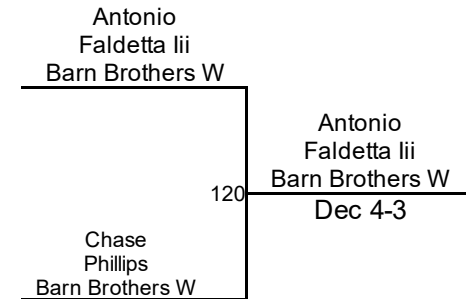 Antonio
Faldetta Iii
Barn Brothers W
Antonio
Faldetta Iii
Barn Brothers W
120
Dec 4-3
Chase
Phillips
Barn Brothers W